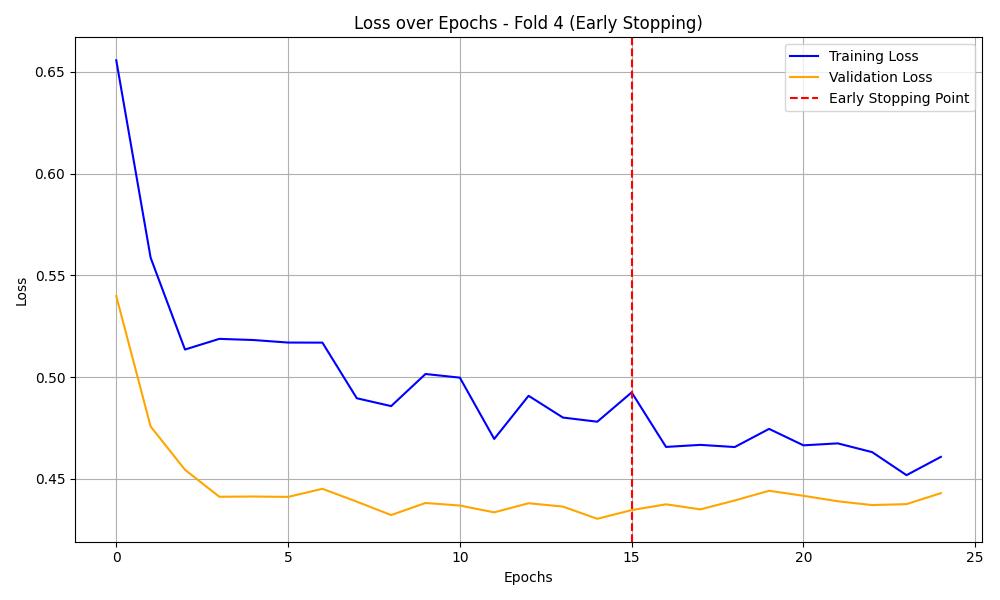 Loss over Epochs - Fold 4 (Early Stopping)
Training Loss
Validation Loss
Early Stopping Point
Loss
0.65
0.60
0.55
0.50
0.45
0
5
10
15
20
25
Epochs